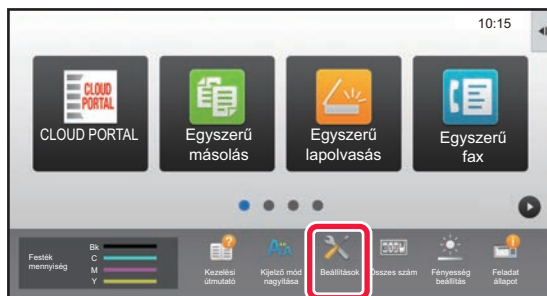 10:15
CLOUD
PORTAL
CLOUD PORTAL
Egyszerű
másolás
Egyszerű
lapolvasás
Egyszerű
fax
Festék
mennyiség
Bk
C
M
Y
Kezelési
útmutató
Kijelző mód
nagyítása
Beállítások
Összes szám
Fényesség
beállítás
Feladat
állapot